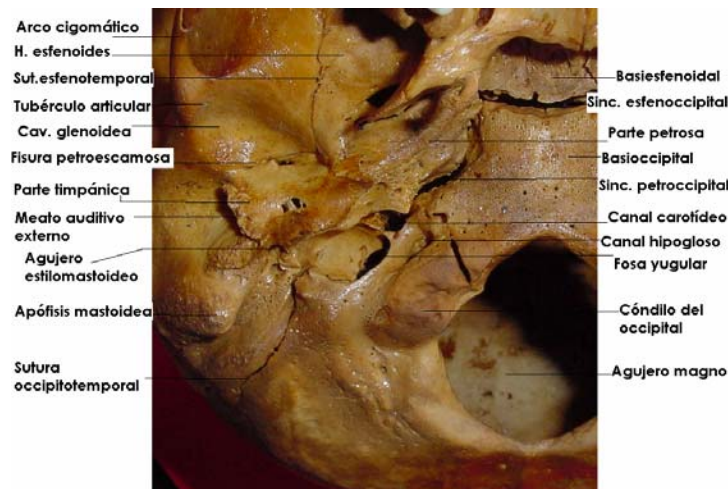 Arco cigomático
H. esfenoides
Sut.esfenotemporal
Tubérculo articular
Cav. glenoidea
Fisura petroescamosa
Parte timpánica
Meato auditivo
externo
Agujero
estilomastoideo
Apófisis mastoidea
Sutura
occipitotemporal
Basiesfenoidal
Sinc. esfenoccipital
Parte petrosa
Basioccipital
Sinc. petroccipital
Canal carotídeo
Canal hipogloso
Fosa yugular
Cóndilo del
occipital
Agujero magno